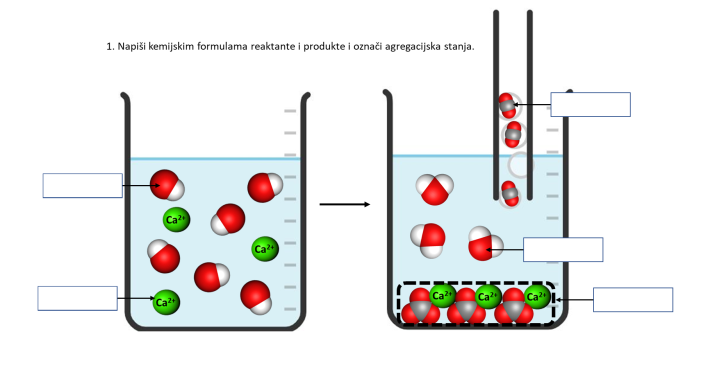 1. Napiši kemijskim formulama reaktante i produkte i označi agregacijska stanja.
Ca²⁺
Ca²⁺
Ca²⁺
Ca²⁺
Ca²⁺
Ca²⁺